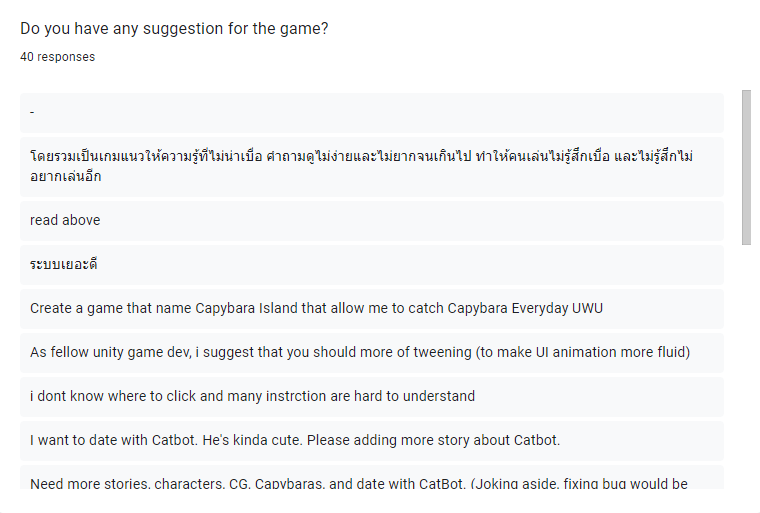 Do you have any suggestion for the game?
40 responses
-
โดยรวมเป็นเกมแนวให้ความรู้ที่ไม่น่าเบื่อ คำถามดูไม่ง่ายและไม่ยากจนเกินไป ทำให้คนเล่นไม่รู้สึกเบื่อ และไม่รู้สึกไม่
อยากเล่นอีก
read above
ระบบเยอะดี
Create a game that name Capybara Island that allow me to catch Capybara Everyday UWU
As fellow unity game dev, i suggest that you should more of tweening (to make UI animation more fluid)
i dont know where to click and many instrction are hard to understand
I want to date with Catbot. He's kinda cute. Please adding more story about Catbot.
Need more stories, characters, CG, Capybaras, and date with CatBot. (Joking aside, fixing bug would be